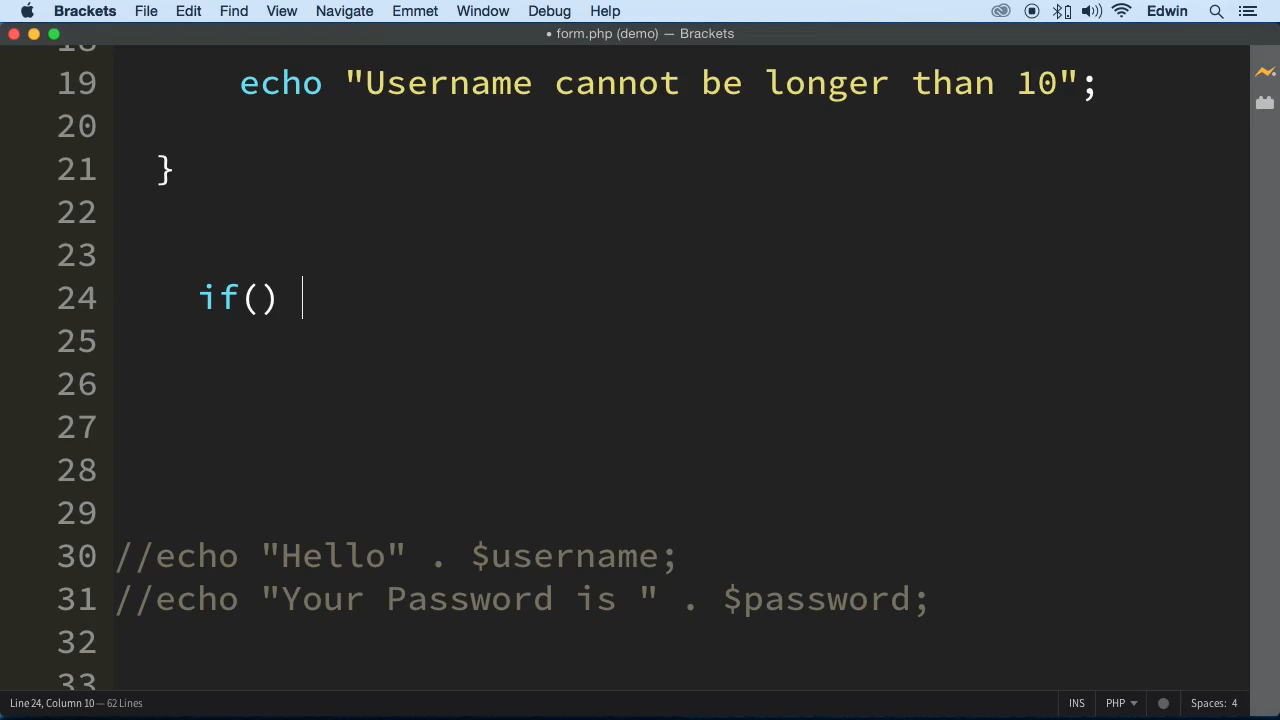 Brackets File Edit Find View Navigate Emmet Window Debug Help Edwin
• form.php (demo) — Brackets
18
19 echo "Username cannot be longer than 10";
20
21 }
22
23
24 if()
25
26
27
28
29
30 //echo "Hello" . $username;
31 //echo "Your Password is " . $password;
32
33
Line 24, Column 10 — 62 Lines INS PHP Spaces: 4